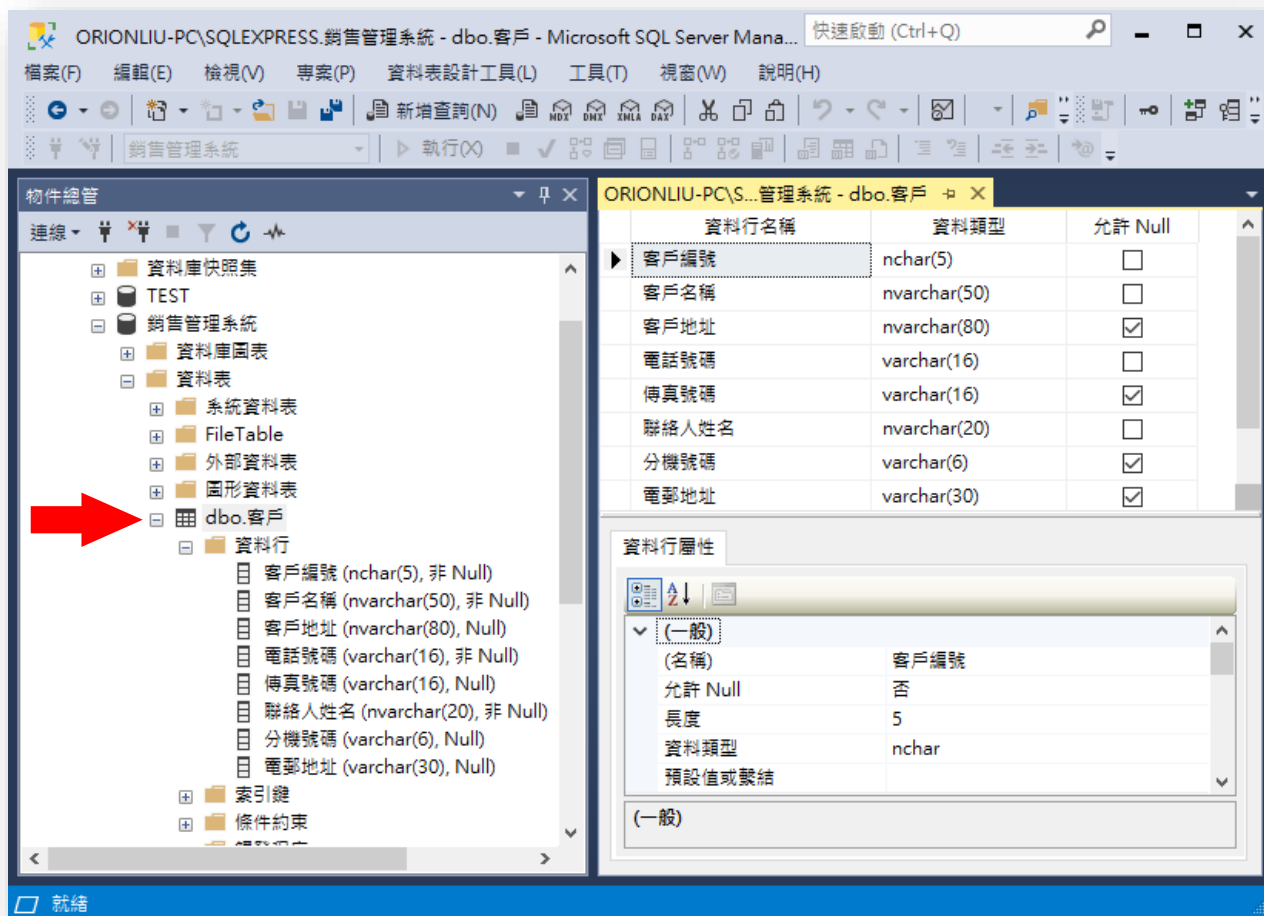 ORIONLIU-PC\SQLEXPRESS.銷售管理系統 - dbo.客戶 - Microsoft SQL Server Mana...
快速啟動 (Ctrl+Q)
檔案(F) 編輯(E) 檢視(V) 專案(P) 資料表設計工具(L) 工具(T) 視窗(W) 說明(H)
新增查詢(N) MDX DMX XMLA DAX
銷售管理系統 執行(X)
物件總管
連線
資料庫快照集
TEST
銷售管理系統
資料庫圖表
資料表
系統資料表
FileTable
外部資料表
圖形資料表
dbo.客戶
資料行
客戶編號 (nchar(5), 非 Null)
客戶名稱 (nvarchar(50), 非 Null)
客戶地址 (nvarchar(80), Null)
電話號碼 (varchar(16), 非 Null)
傳真號碼 (varchar(16), Null)
聯絡人姓名 (nvarchar(20), 非 Null)
分機號碼 (varchar(6), Null)
電郵地址 (varchar(30), Null)
索引鍵
條件約束
ORIONLIU-PC\S...管理系統 - dbo.客戶
資料行名稱 資料類型 允許 Null
客戶編號 nchar(5)
客戶名稱 nvarchar(50)
客戶地址 nvarchar(80)
電話號碼 varchar(16)
傳真號碼 varchar(16)
聯絡人姓名 nvarchar(20)
分機號碼 varchar(6)
電郵地址 varchar(30)
資料行屬性
(一般)
(名稱) 客戶編號
允許 Null 否
長度 5
資料類型 nchar
預設值或繫結
(一般)
就緒